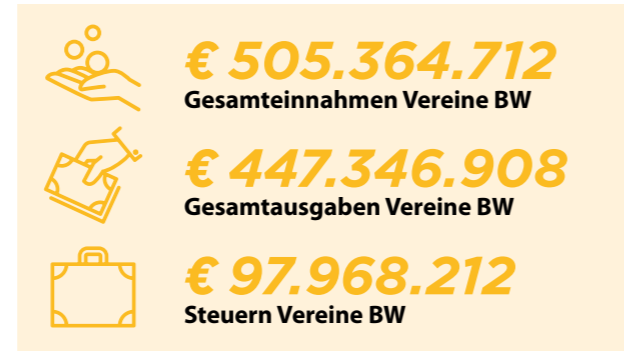 € 505.364.712
Gesamteinnahmen Vereine BW
€ 447.346.908
Gesamtausgaben Vereine BW
€ 97.968.212
Steuern Vereine BW